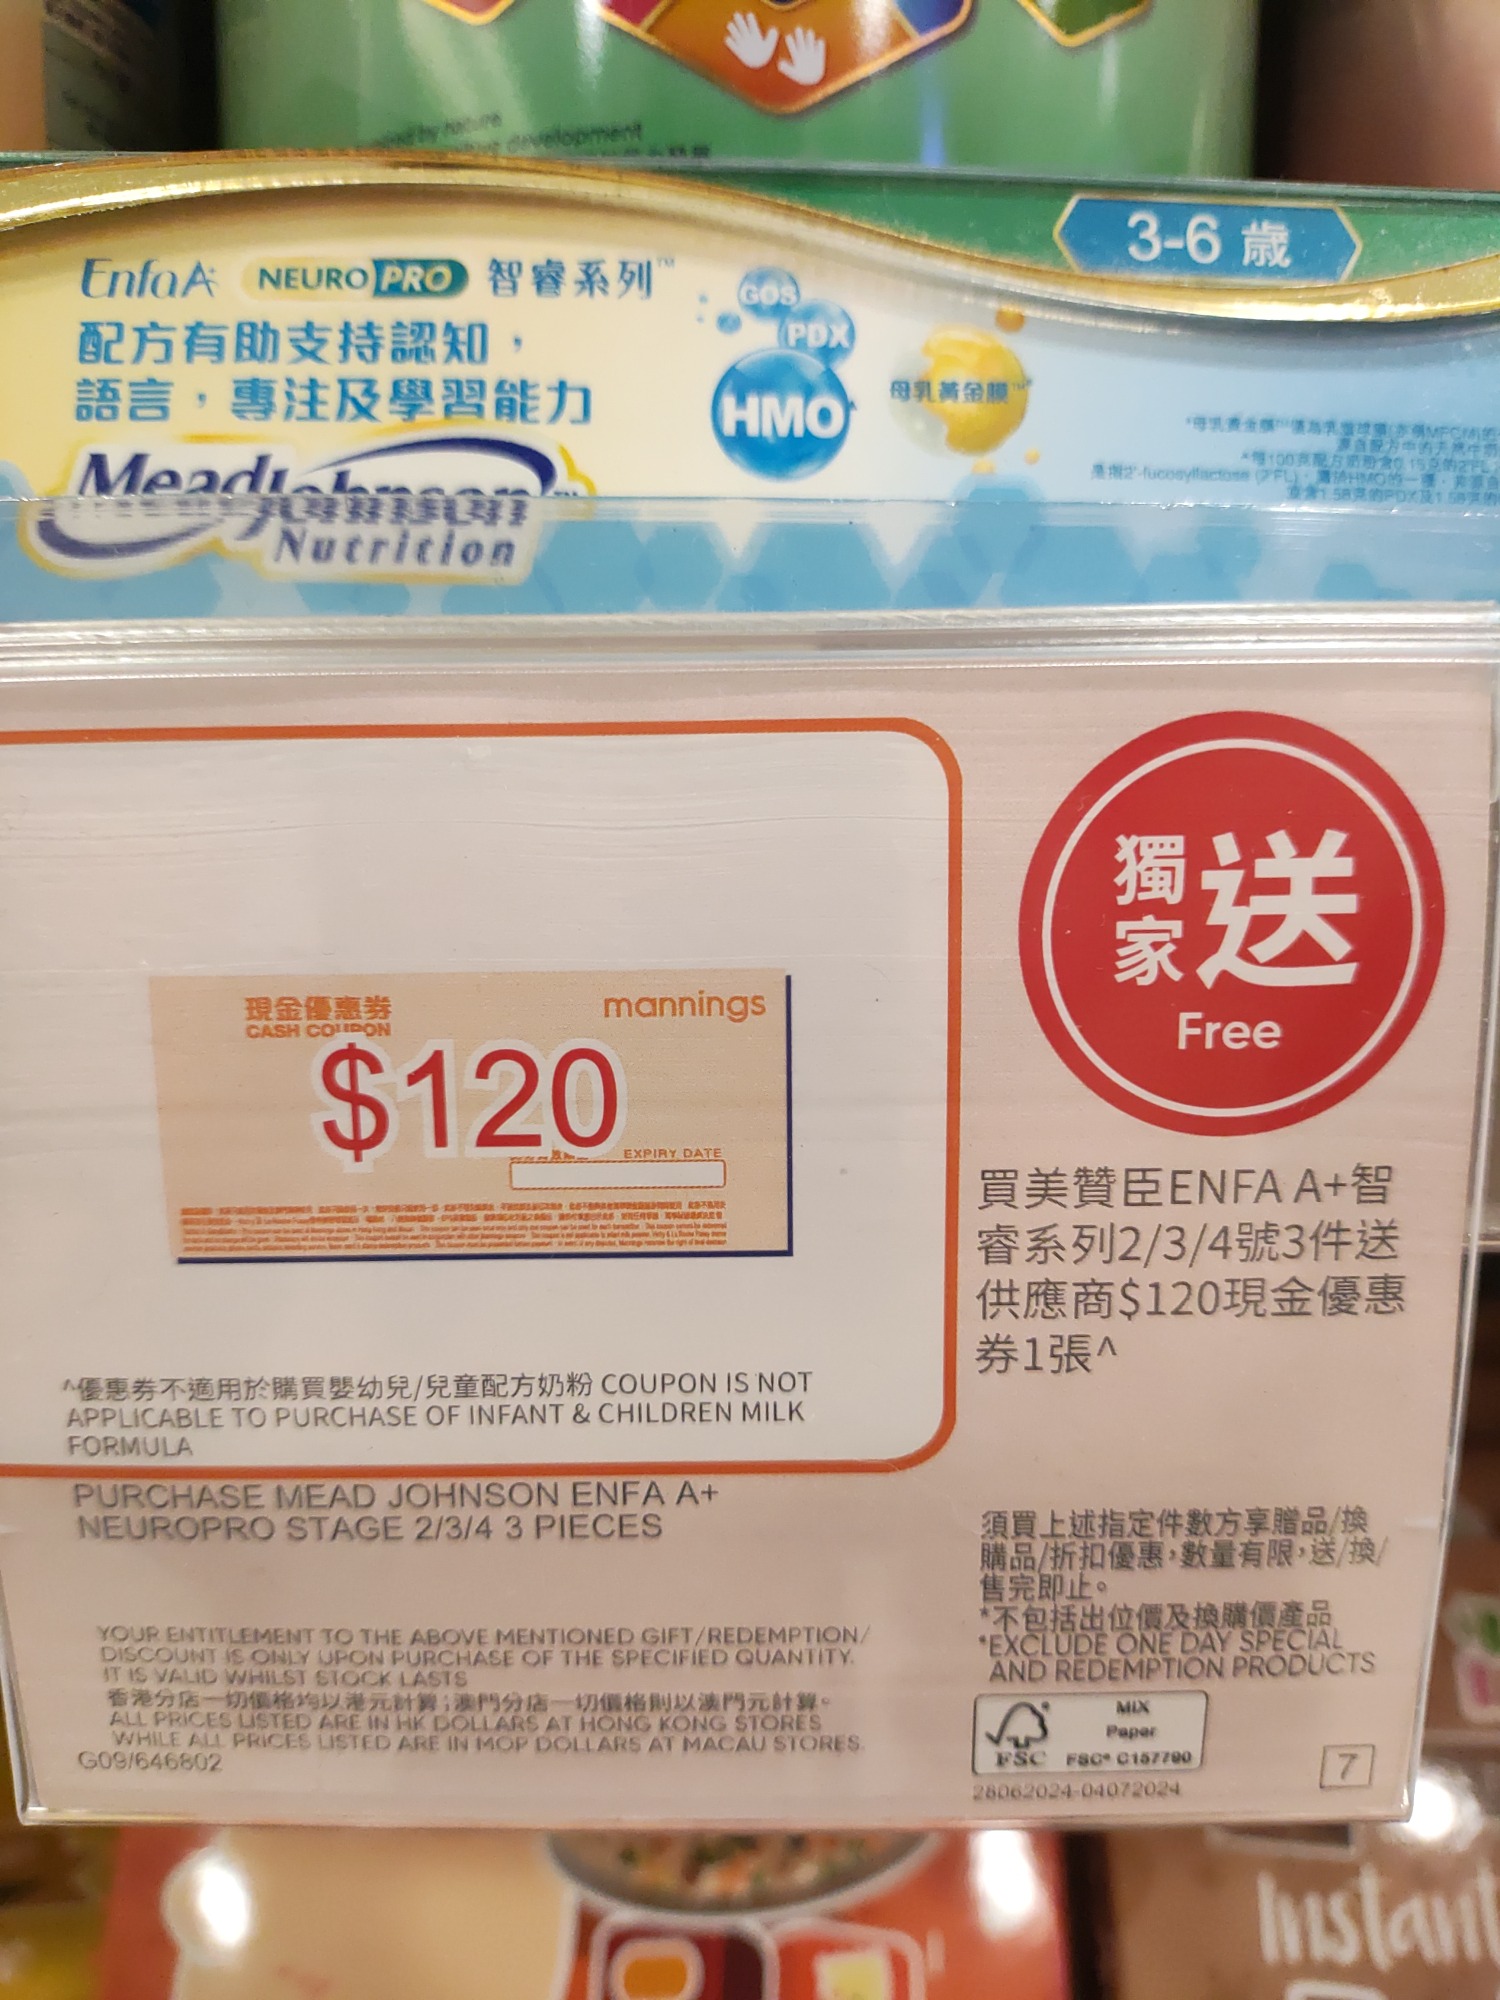 3-6 歲
EnfaA+ NEUROPRO 智睿系列™
配方有助支持認知，
語言，專注及學習能力
GOS
PDX
HMO^
母乳黃金膜™*
MeadJohnson™
Nutrition
獨家送
Free
現金優惠券
CASH COUPON
mannings
$120
EXPIRY DATE
買美贊臣ENFA A+智
睿系列2/3/4號3件送
供應商$120現金優惠
券1張^
^優惠券不適用於購買嬰幼兒/兒童配方奶粉 COUPON IS NOT
APPLICABLE TO PURCHASE OF INFANT & CHILDREN MILK
FORMULA
PURCHASE MEAD JOHNSON ENFA A+
NEUROPRO STAGE 2/3/4 3 PIECES
須買上述指定件數方享贈品/換
購品/折扣優惠，數量有限，送/換/
售完即止。
*不包括出位價及換購價產品
*EXCLUDE ONE DAY SPECIAL
AND REDEMPTION PRODUCTS
YOUR ENTITLEMENT TO THE ABOVE MENTIONED GIFT/REDEMPTION/
DISCOUNT IS ONLY UPON PURCHASE OF THE SPECIFIED QUANTITY.
IT IS VALID WHILST STOCK LASTS
香港分店一切價格均以港元計算；澳門分店一切價格則以澳門元計算。
ALL PRICES LISTED ARE IN HK DOLLARS AT HONG KONG STORES
WHILE ALL PRICES LISTED ARE IN MOP DOLLARS AT MACAU STORES.
G09/646802
FSC
MIX
Paper
FSC® C157790
28062024-04072024
7
Instant